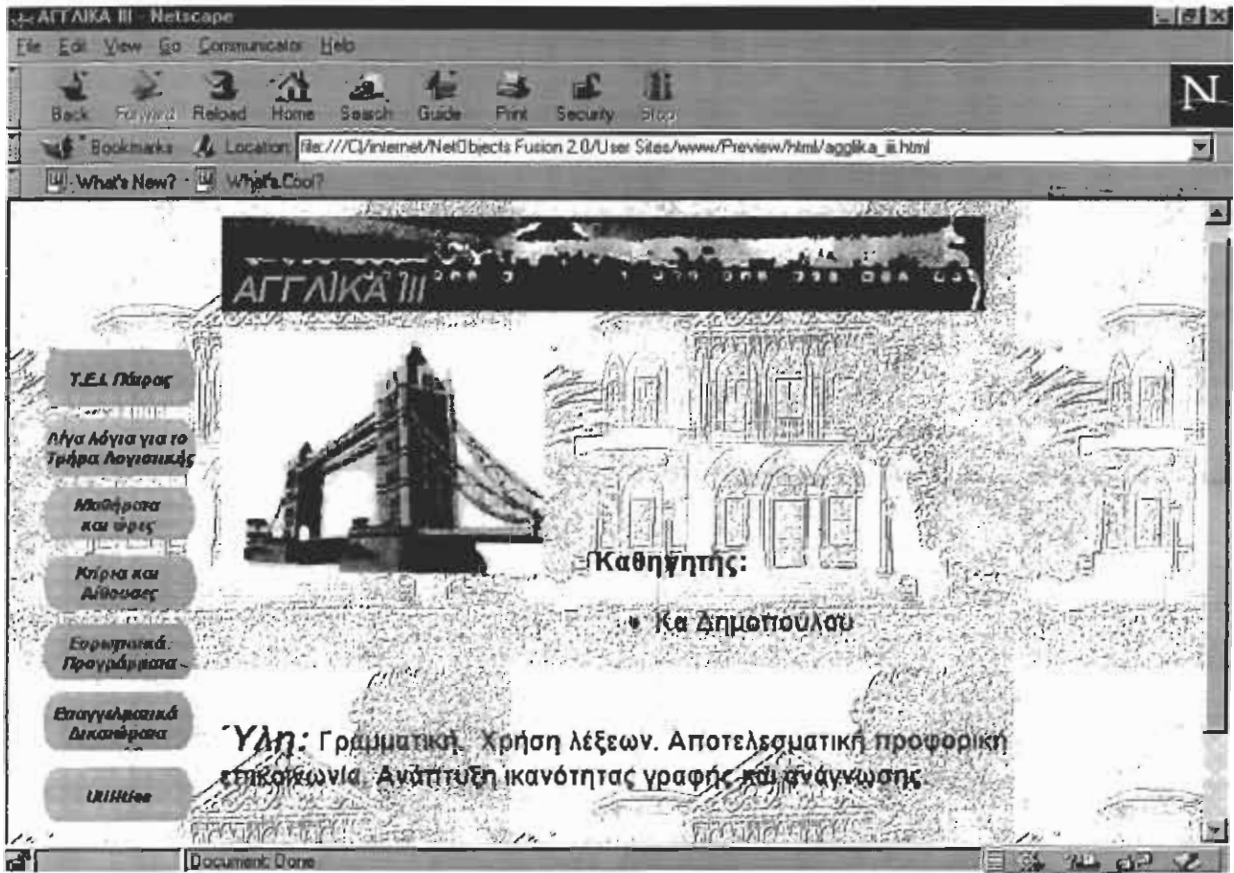 ΑΓΓΛΙΚΑ III - Netscape
File Edit View Go Communicator Help
Back Forward Reload Home Search Guide Print Security Stop
Bookmarks Location: file:///C|/internet/NetObjects Fusion 2.0/User Sites/www/Preview/html/agglika_iii.html
What's New? What's Cool?
ΑΓΓΛΙΚΑ III
Τ.Ε.Ι. Πάτρας
Λίγα λόγια για το
Τμήμα Λογιστικής
Μαθήματα
και ώρες
Κτίρια και
Αίθουσες
Ευρωπαικά
Προγράμματα
Επαγγελματικά
Δικαιώματα
Utilities
Καθηγητης:
• Κα Δημοπούλου
Ύλη: Γραμματική. Χρήση λέξεων. Αποτελεσματική προφορική
επικοινωνία. Ανάπτυξη ικανότητας γραφής και ανάγνωσης.
Document: Done